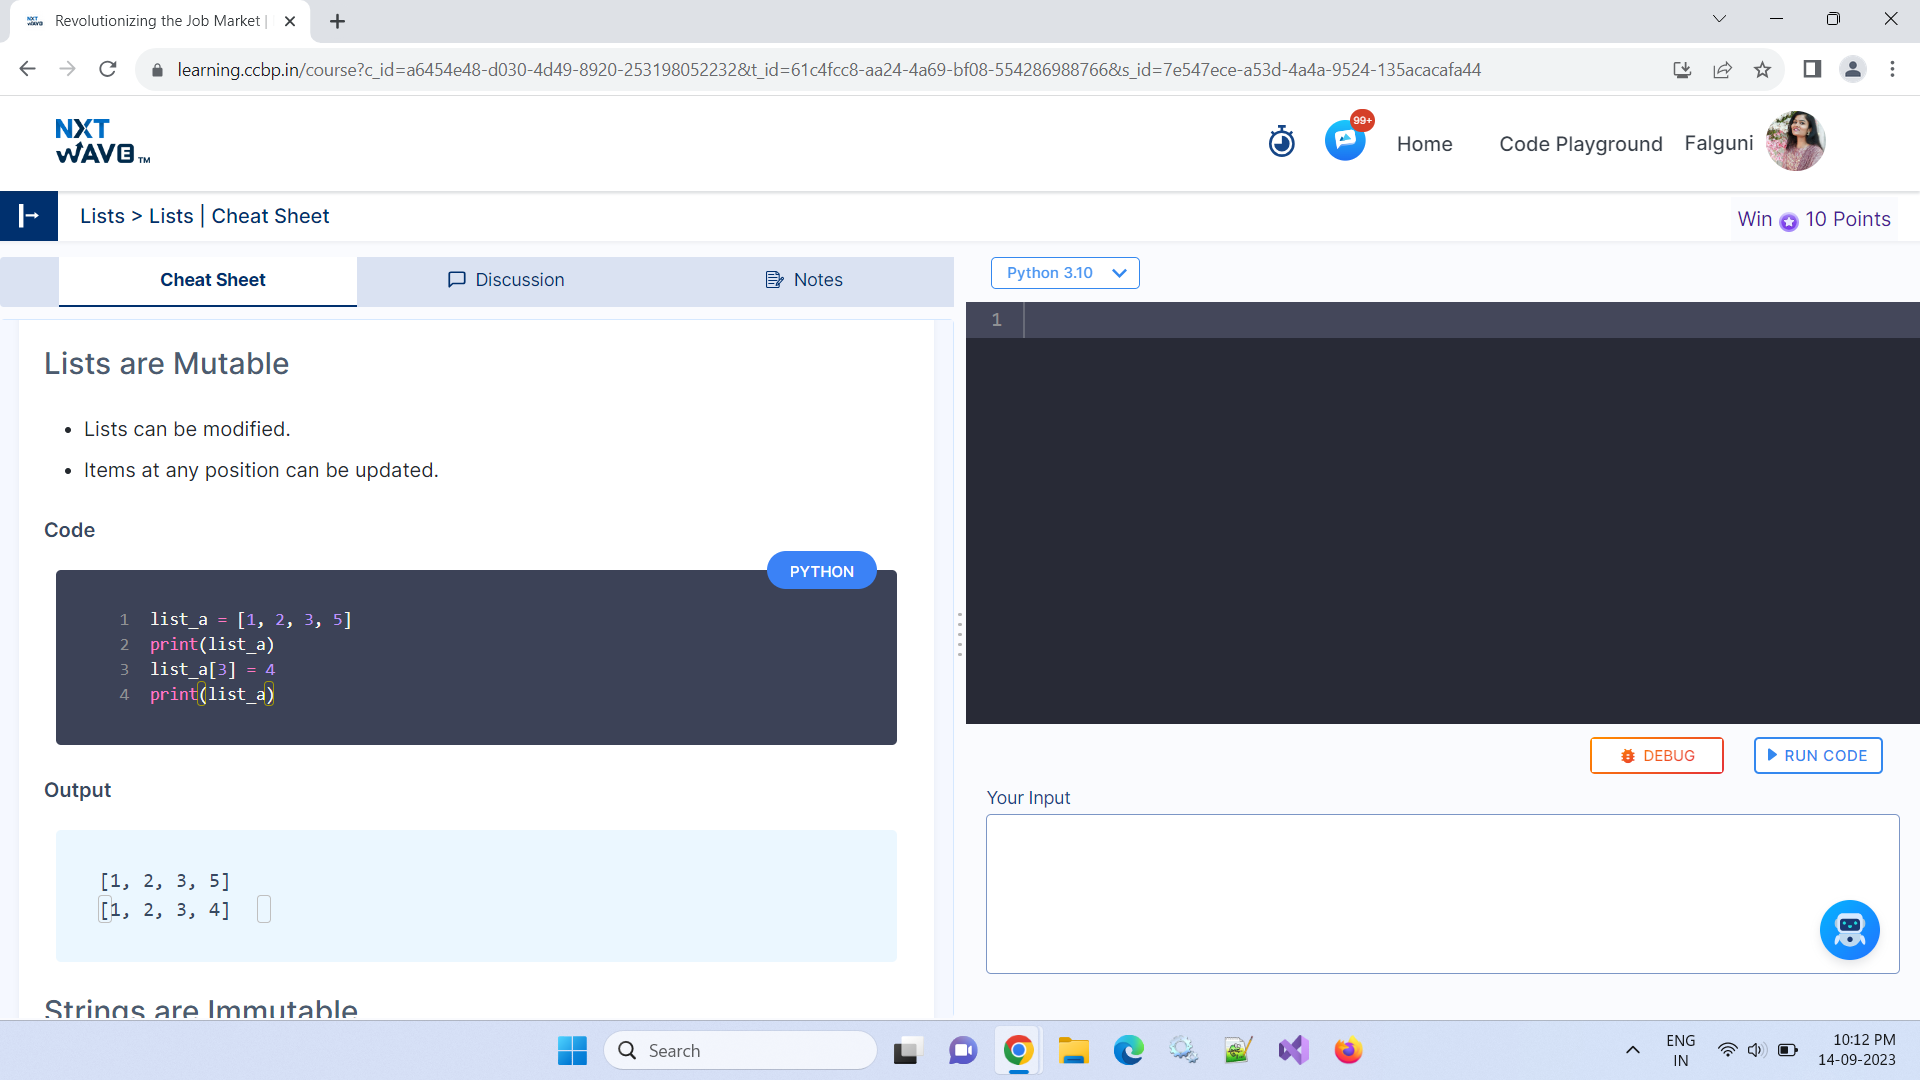 Revolutionizing the Job Market |
learning.ccbp.in/course?c_id=a6454e48-d030-4d49-8920-253198052232&t_id=61c4fcc8-aa24-4a69-bf08-554286988766&s_id=7e547ece-a53d-4a4a-9524-135acacafa44
NXT
WAVE TM
99+
Home
Code Playground
Falguni
Lists > Lists | Cheat Sheet
Win 10 Points
Cheat Sheet
Discussion
Notes
Python 3.10
1
Lists are Mutable
• Lists can be modified.
• Items at any position can be updated.
Code
PYTHON
1 list_a = [1, 2, 3, 5]
2 print(list_a)
3 list_a[3] = 4
4 print(list_a)
DEBUG
RUN CODE
Output
Your Input
[1, 2, 3, 5]
[1, 2, 3, 4]
Strings are Immutable
Search
ENG
IN
10:12 PM
14-09-2023